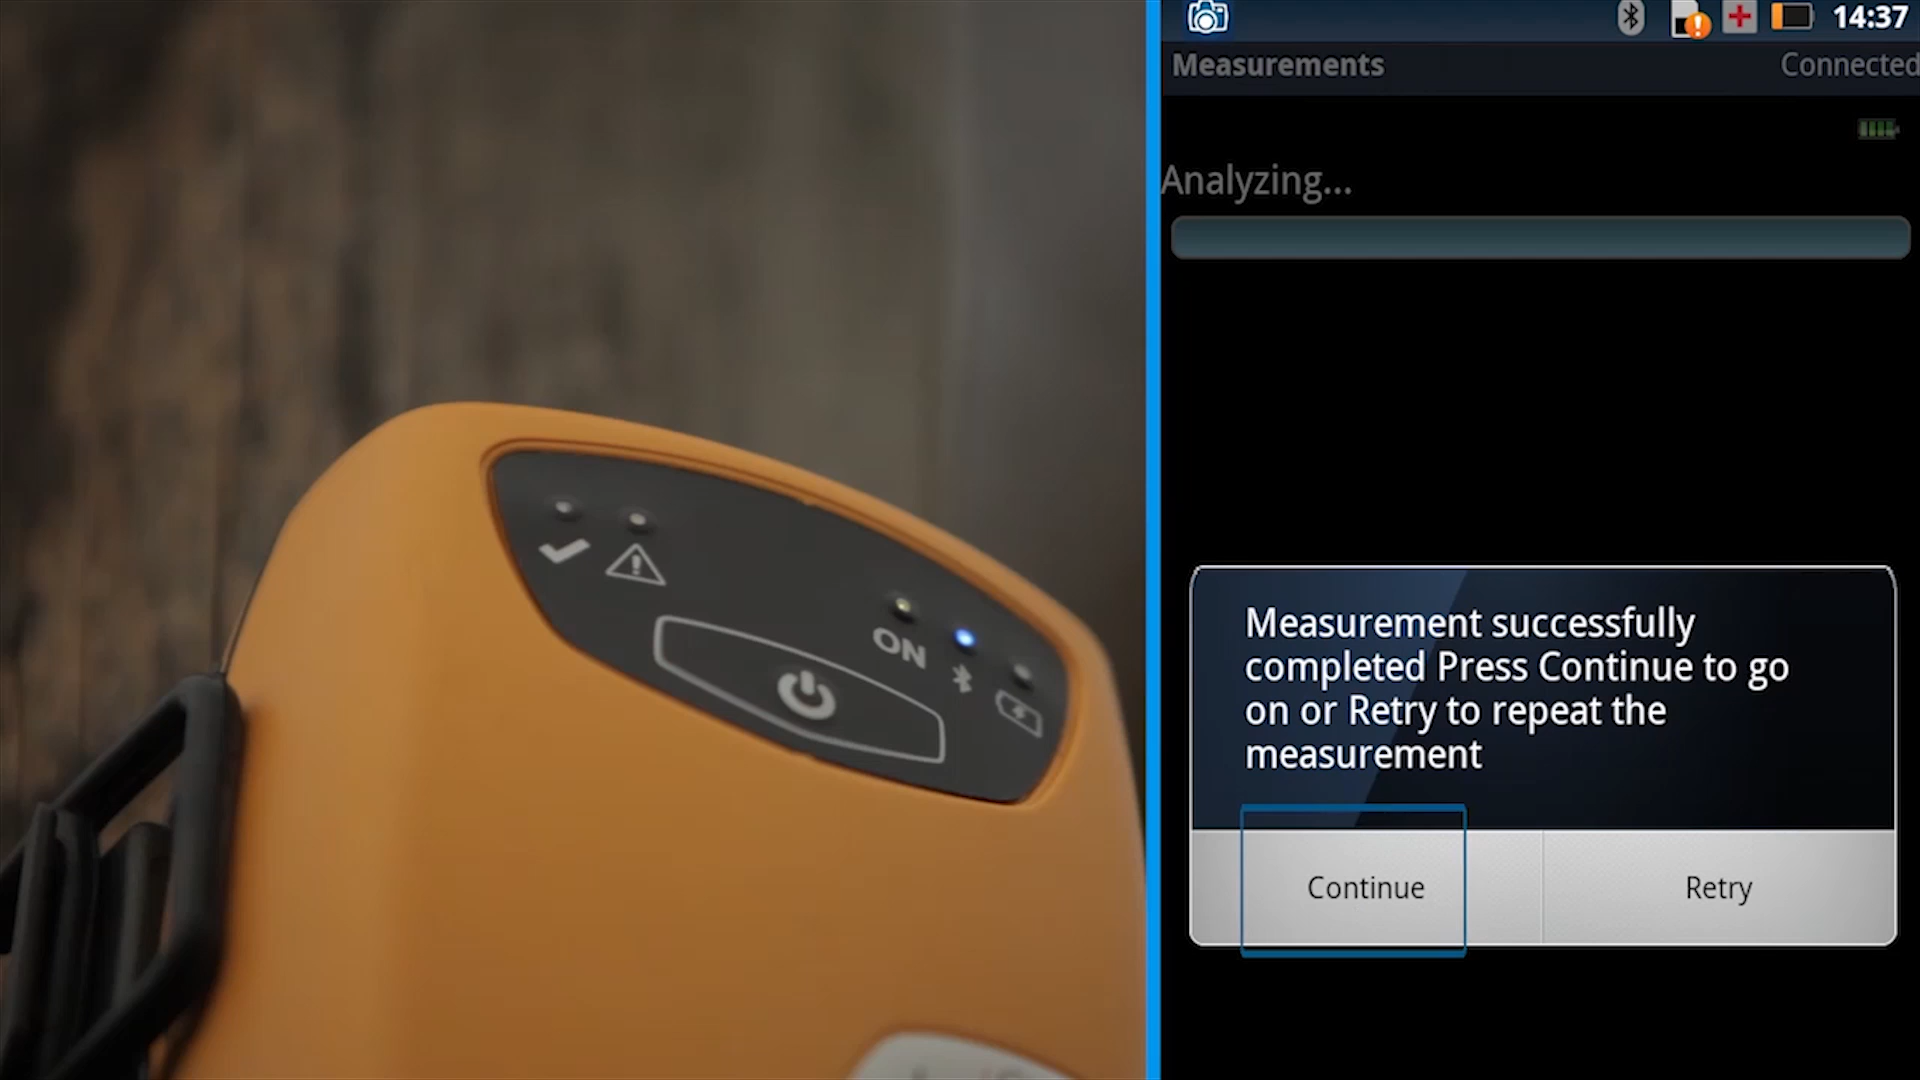 14:37
Measurements Connected
Analyzing...
ON
Measurement successfully
completed Press Continue to go
on or Retry to repeat the
measurement
Continue Retry